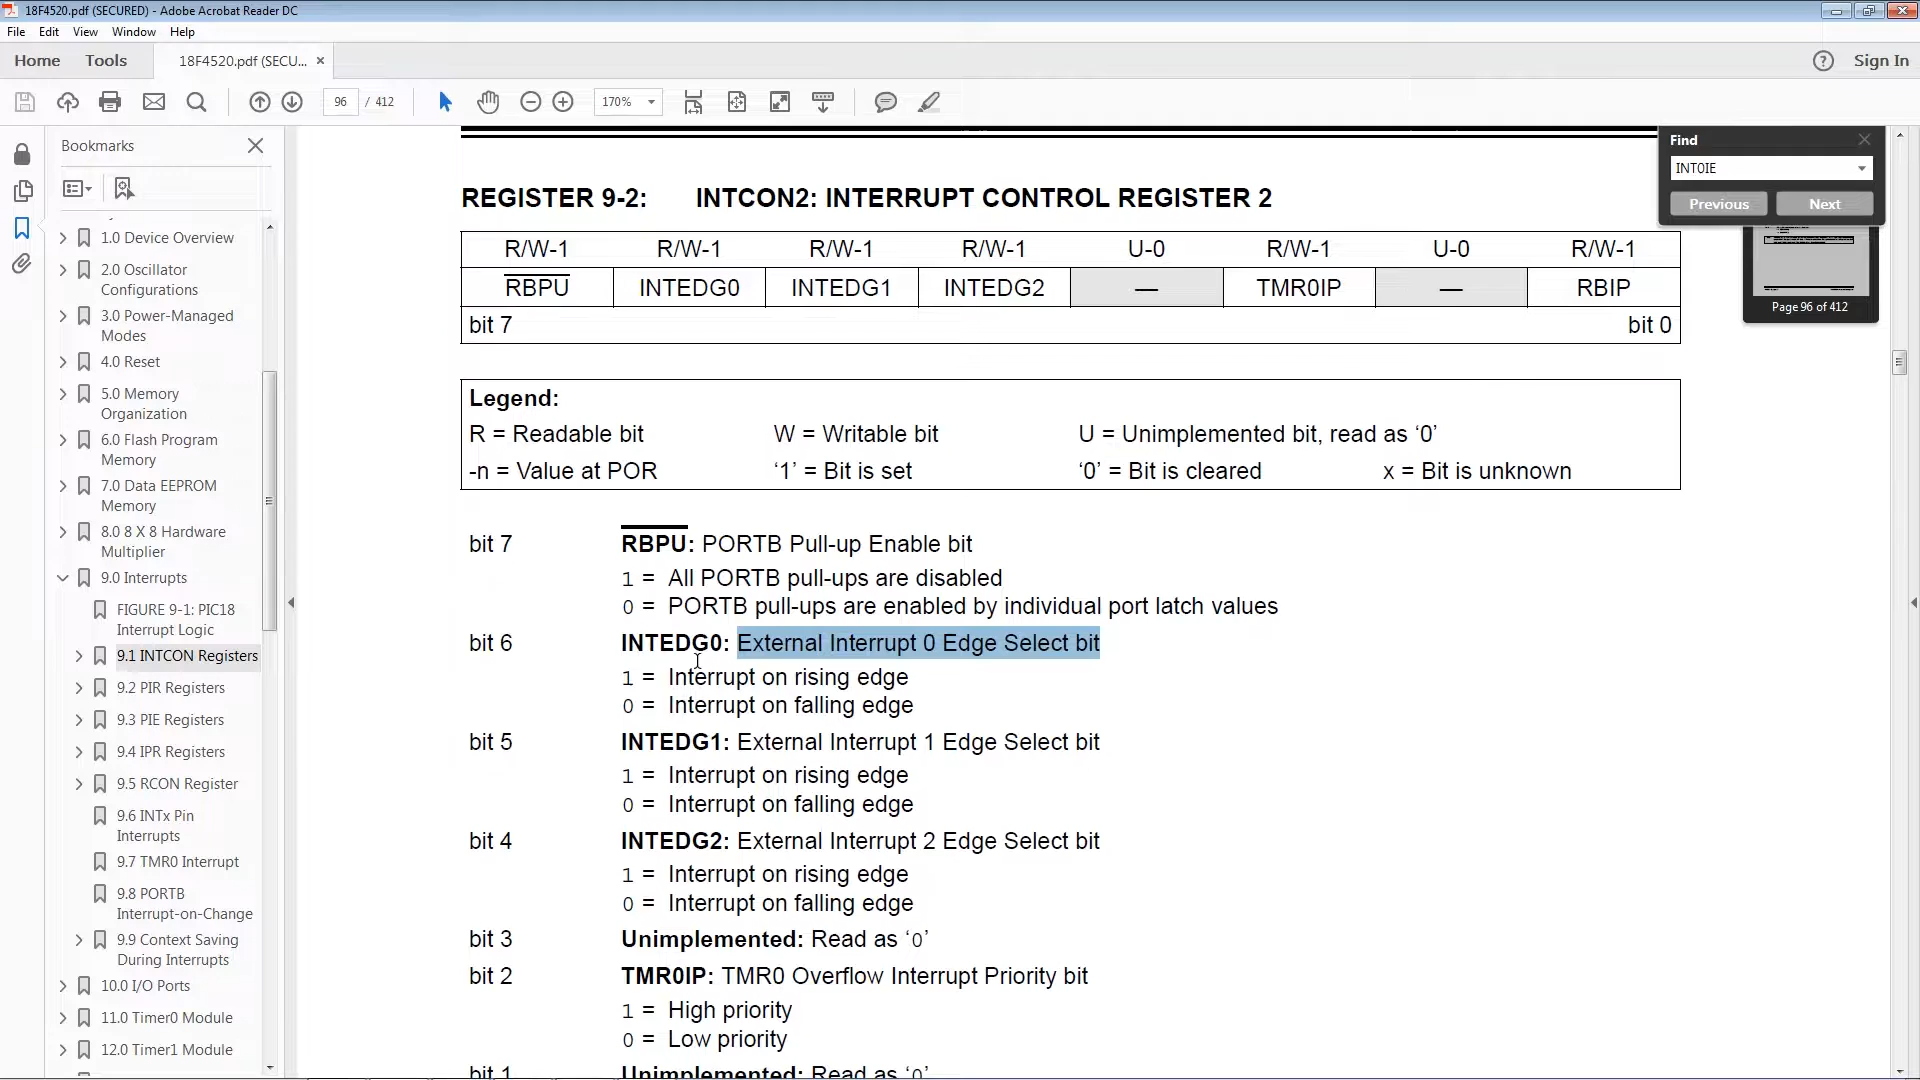 18F4520.pdf (SECURED) - Adobe Acrobat Reader DC
File Edit View Window Help
Home Tools 18F4520.pdf (SECU... × Sign In
96 / 412 170%
Bookmarks
1.0 Device Overview
2.0 Oscillator
Configurations
3.0 Power-Managed
Modes
4.0 Reset
5.0 Memory
Organization
6.0 Flash Program
Memory
7.0 Data EEPROM
Memory
8.0 8 X 8 Hardware
Multiplier
9.0 Interrupts
FIGURE 9-1: PIC18
Interrupt Logic
9.1 INTCON Registers
9.2 PIR Registers
9.3 PIE Registers
9.4 IPR Registers
9.5 RCON Register
9.6 INTx Pin
Interrupts
9.7 TMR0 Interrupt
9.8 PORTB
Interrupt-on-Change
9.9 Context Saving
During Interrupts
10.0 I/O Ports
11.0 Timer0 Module
12.0 Timer1 Module
Find
INT0IE
Previous Next
Page 96 of 412
REGISTER 9-2: INTCON2: INTERRUPT CONTROL REGISTER 2
R/W-1 R/W-1 R/W-1 R/W-1 U-0 R/W-1 U-0 R/W-1
RBPU INTEDG0 INTEDG1 INTEDG2 — TMR0IP — RBIP
bit 7 bit 0
Legend:
R = Readable bit W = Writable bit U = Unimplemented bit, read as ‘0’
-n = Value at POR ‘1’ = Bit is set ‘0’ = Bit is cleared x = Bit is unknown
bit 7 RBPU: PORTB Pull-up Enable bit
1 = All PORTB pull-ups are disabled
0 = PORTB pull-ups are enabled by individual port latch values
bit 6 INTEDG0: External Interrupt 0 Edge Select bit
1 = Interrupt on rising edge
0 = Interrupt on falling edge
bit 5 INTEDG1: External Interrupt 1 Edge Select bit
1 = Interrupt on rising edge
0 = Interrupt on falling edge
bit 4 INTEDG2: External Interrupt 2 Edge Select bit
1 = Interrupt on rising edge
0 = Interrupt on falling edge
bit 3 Unimplemented: Read as ‘0’
bit 2 TMR0IP: TMR0 Overflow Interrupt Priority bit
1 = High priority
0 = Low priority
bit 1 Unimplemented: Read as ‘0’